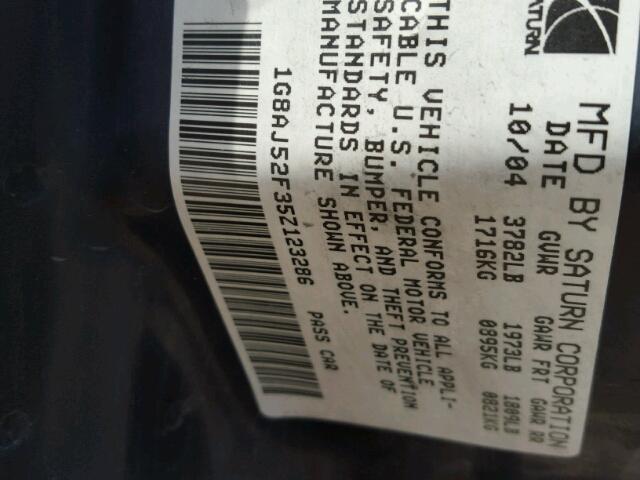 SATURN
MFD BY SATURN CORPORATION
DATE GVWR GAWR FRT GAWR RR
10/04 3782LB 1973LB 1809LB
1716KG 0895KG 0821KG
THIS VEHICLE CONFORMS TO ALL APPLI-
CABLE U.S. FEDERAL MOTOR VEHICLE
SAFETY, BUMPER, AND THEFT PREVENTION
STANDARDS IN EFFECT ON THE DATE OF
MANUFACTURE SHOWN ABOVE.
1G8AJ52F35Z123286 PASS CAR